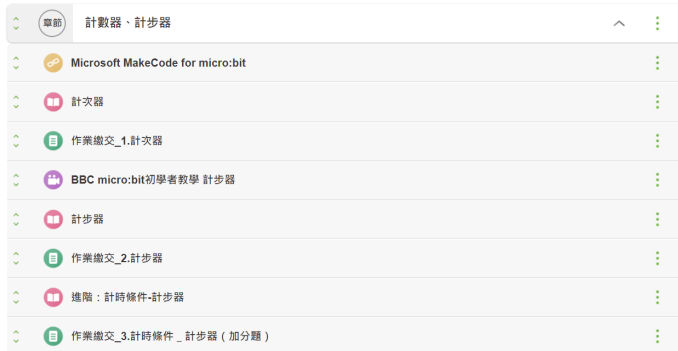 章節 計數器、計步器
Microsoft MakeCode for micro:bit
計次器
作業繳交_1.計次器
BBC micro:bit初學者教學 計步器
計步器
作業繳交_2.計步器
進階：計時條件-計步器
作業繳交_3.計時條件 _ 計步器（加分題）